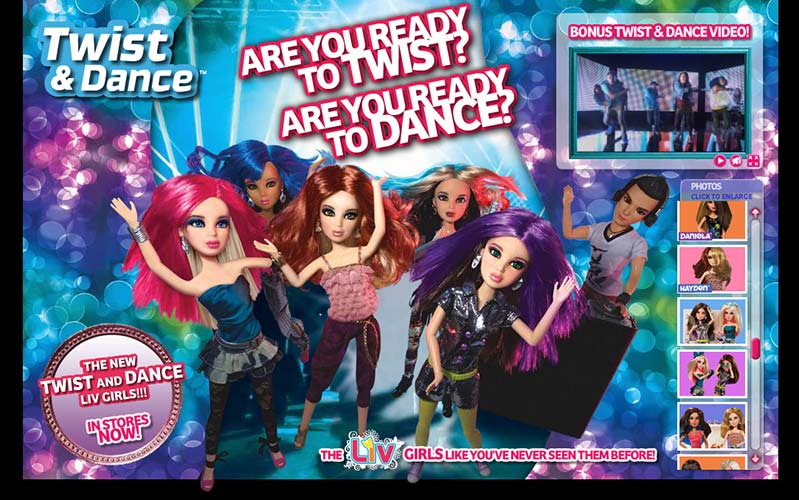 Twist
& Dance™
ARE YOU READY
TO TWIST?
ARE YOU READY
TO DANCE?
BONUS TWIST & DANCE VIDEO!
PHOTOS
CLICK TO ENLARGE
DANIELA
HAYDEN
THE NEW
TWIST AND DANCE
LIV GIRLS!!!
IN STORES
NOW!
THE LIV GIRLS LIKE YOU'VE NEVER SEEN THEM BEFORE!